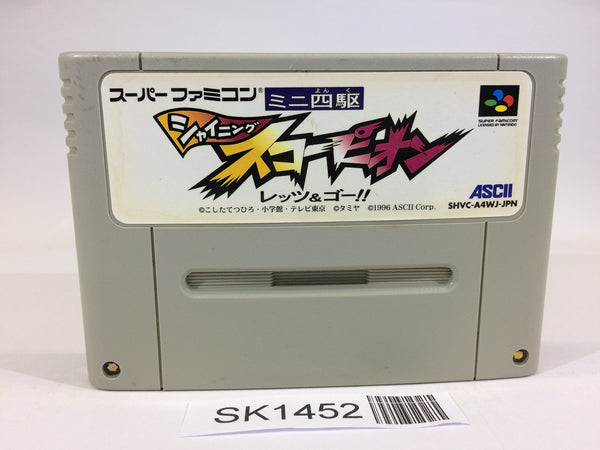 スーパーファミコン®
ミニ四駆
よんく
シャイニング
スコーピオン
レッツ&ゴー!!
©こしたてつひろ・小学館・テレビ東京 ©タミヤ ©1996 ASCII Corp.
SUPER FAMICOM
LICENSED BY NINTENDO
ASCII
SHVC-A4WJ-JPN
SK1452